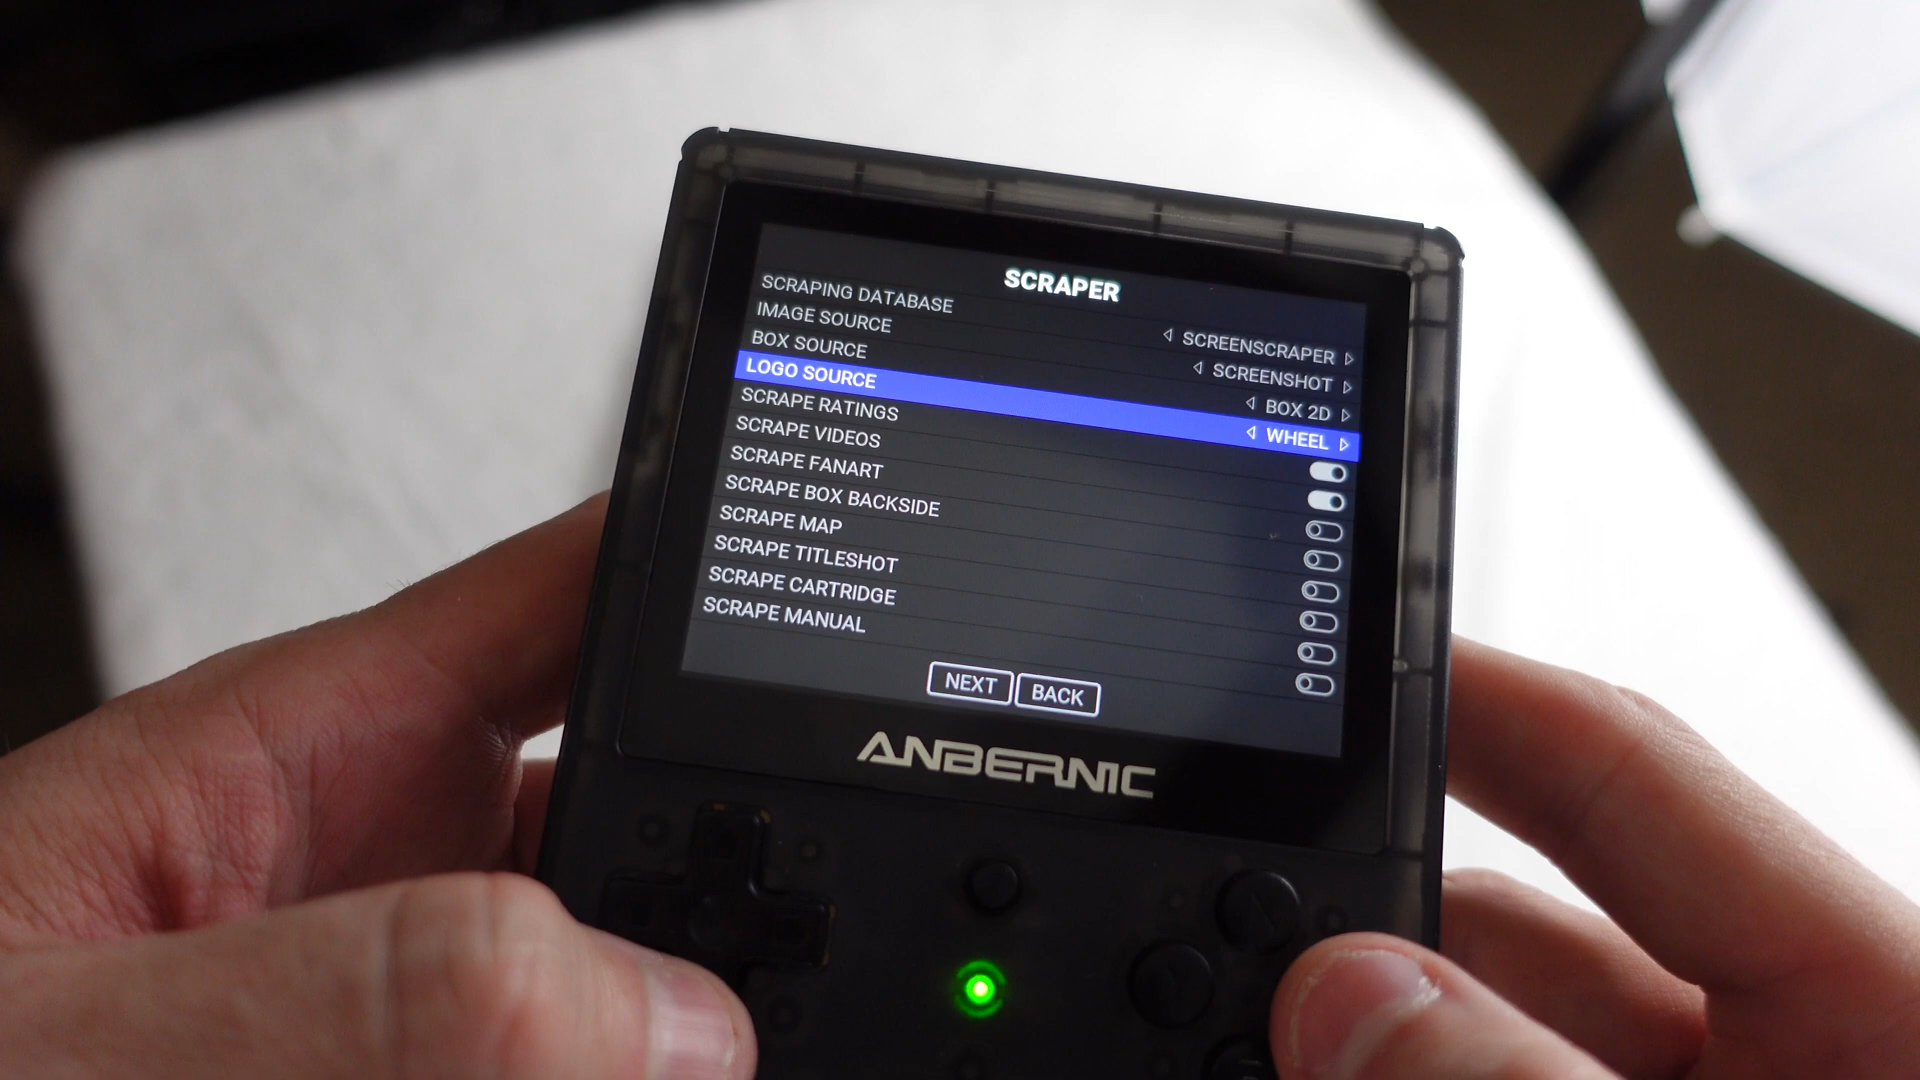 SCRAPER
SCRAPING DATABASE SCREENSCRAPER
IMAGE SOURCE SCREENSHOT
BOX SOURCE BOX 2D
LOGO SOURCE WHEEL
SCRAPE RATINGS
SCRAPE VIDEOS
SCRAPE FANART
SCRAPE BOX BACKSIDE
SCRAPE MAP
SCRAPE TITLESHOT
SCRAPE CARTRIDGE
SCRAPE MANUAL
NEXT BACK
ANBERNIC